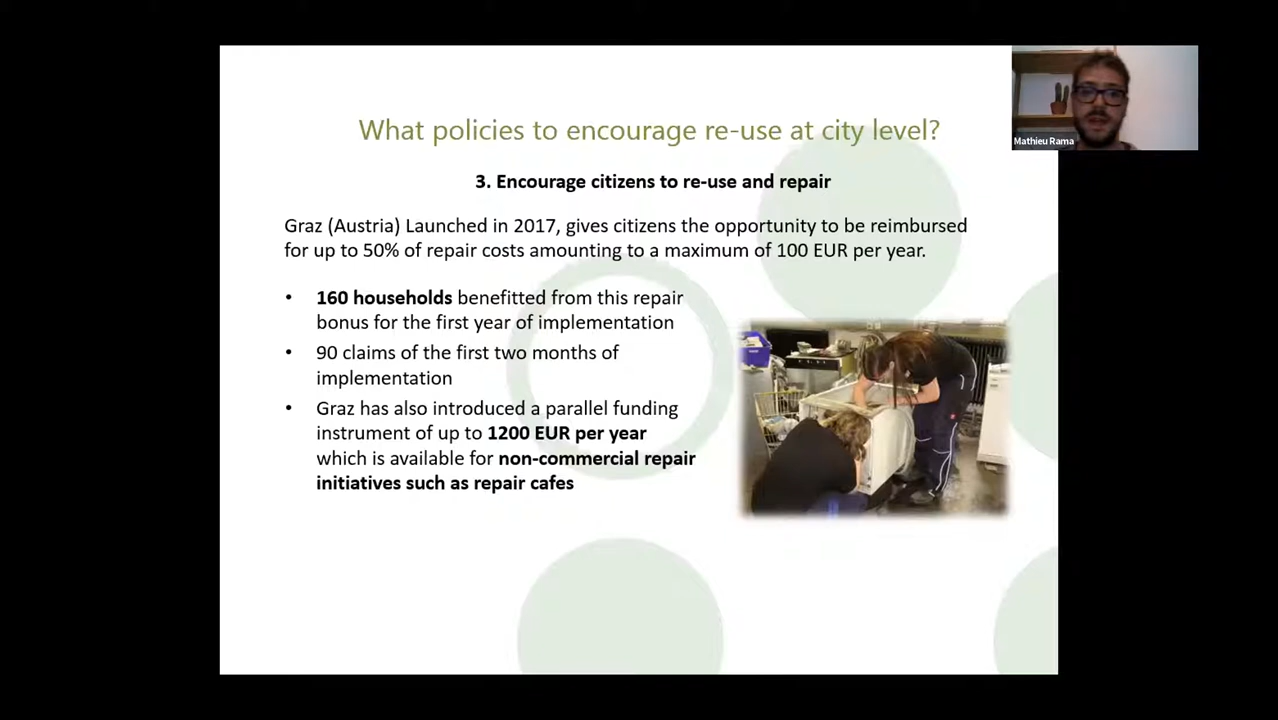 What policies to encourage re-use at city level?
Mathieu Rama
3. Encourage citizens to re-use and repair
Graz (Austria) Launched in 2017, gives citizens the opportunity to be reimbursed
for up to 50% of repair costs amounting to a maximum of 100 EUR per year.
• 160 households benefitted from this repair
bonus for the first year of implementation
• 90 claims of the first two months of
implementation
• Graz has also introduced a parallel funding
instrument of up to 1200 EUR per year
which is available for non-commercial repair
initiatives such as repair cafes